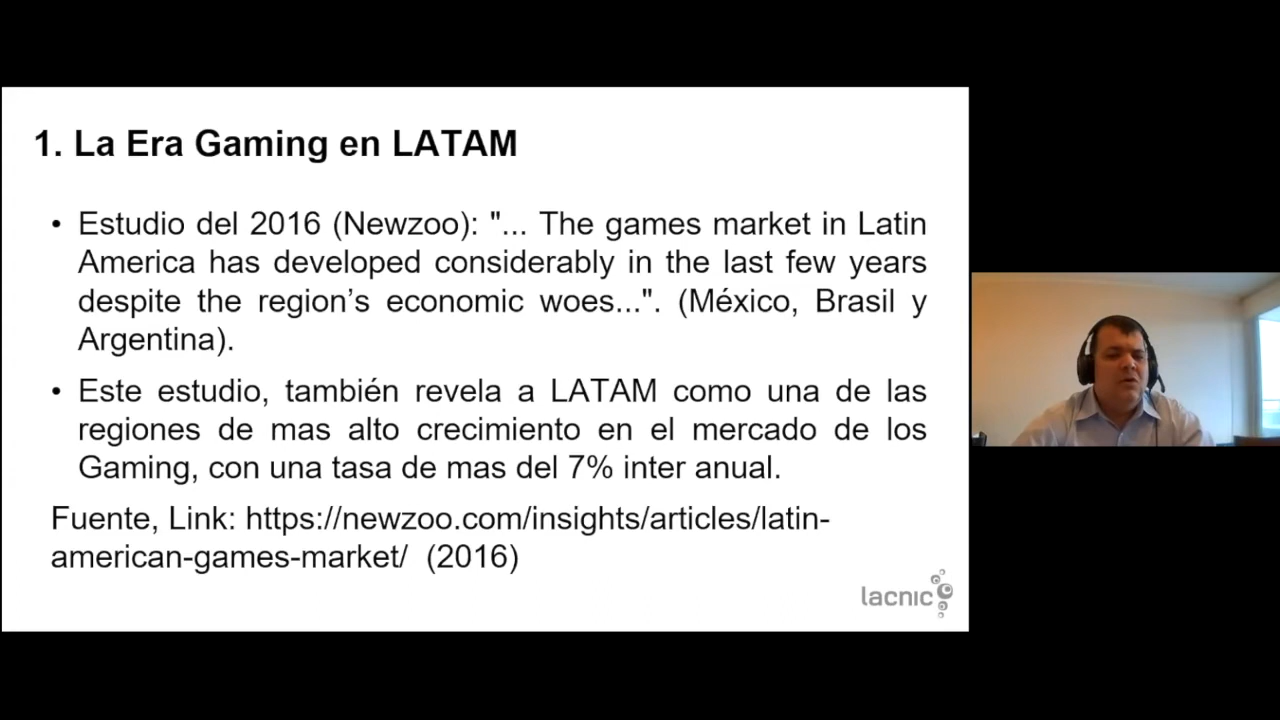 1. La Era Gaming en LATAM
• Estudio del 2016 (Newzoo): "... The games market in Latin
America has developed considerably in the last few years
despite the region’s economic woes...". (México, Brasil y
Argentina).
• Este estudio, también revela a LATAM como una de las
regiones de mas alto crecimiento en el mercado de los
Gaming, con una tasa de mas del 7% inter anual.
Fuente, Link: https://newzoo.com/insights/articles/latin-
american-games-market/ (2016)
lacnic